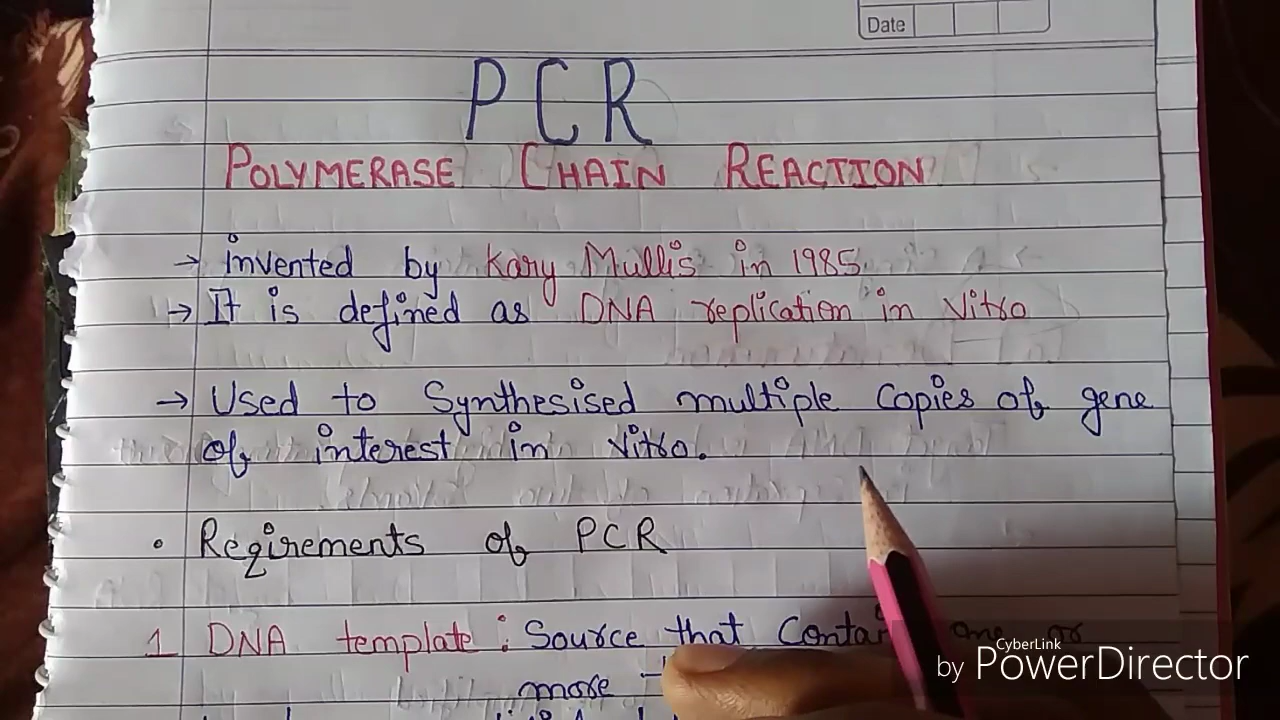 Date
PCR
POLYMERASE CHAIN REACTION
→ invented by Kary Mullis in 1985.
→ It is defined as DNA replication in vitro
→ Used to Synthesised multiple copies of gene
of interest in vitro.
• Reqirements of PCR
1 DNA template : Source that Contai one or
more
CyberLink
by PowerDirector